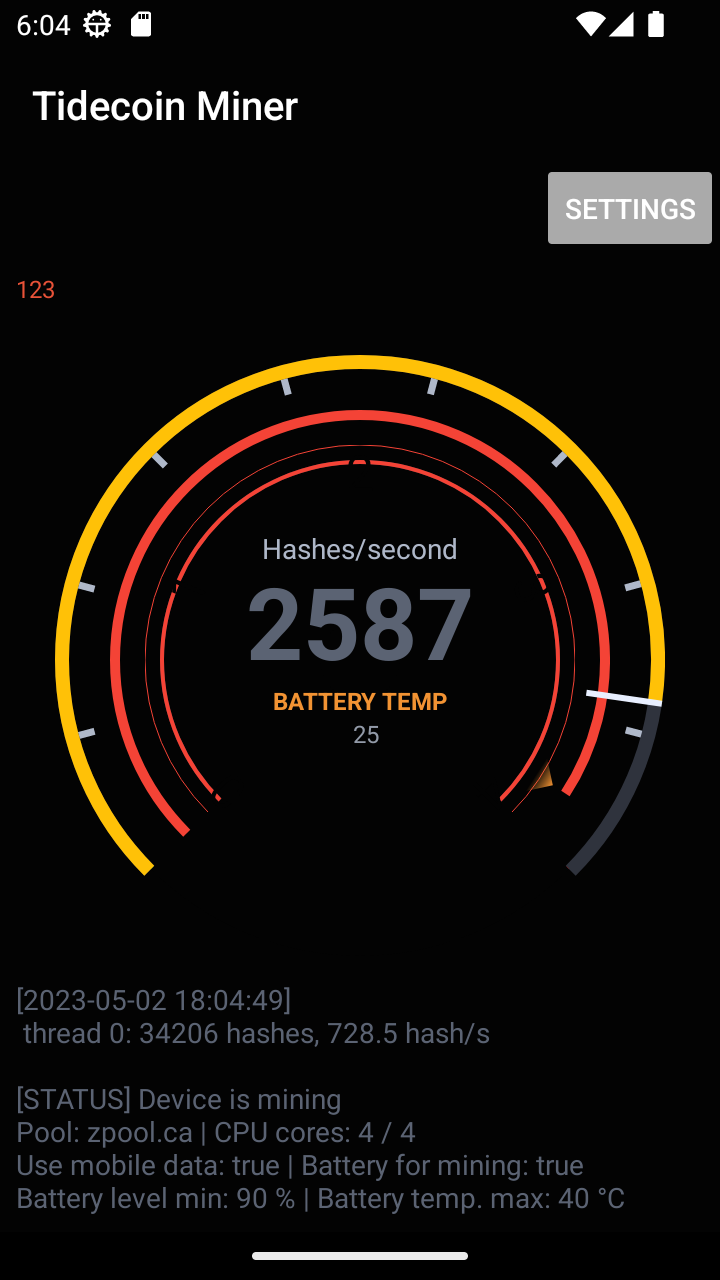 6:04
Tidecoin Miner
SETTINGS
123
Hashes/second
2587
BATTERY TEMP
25
[2023-05-02 18:04:49]
thread 0: 34206 hashes, 728.5 hash/s
[STATUS] Device is mining
Pool: zpool.ca | CPU cores: 4 / 4
Use mobile data: true | Battery for mining: true
Battery level min: 90 % | Battery temp. max: 40 °C